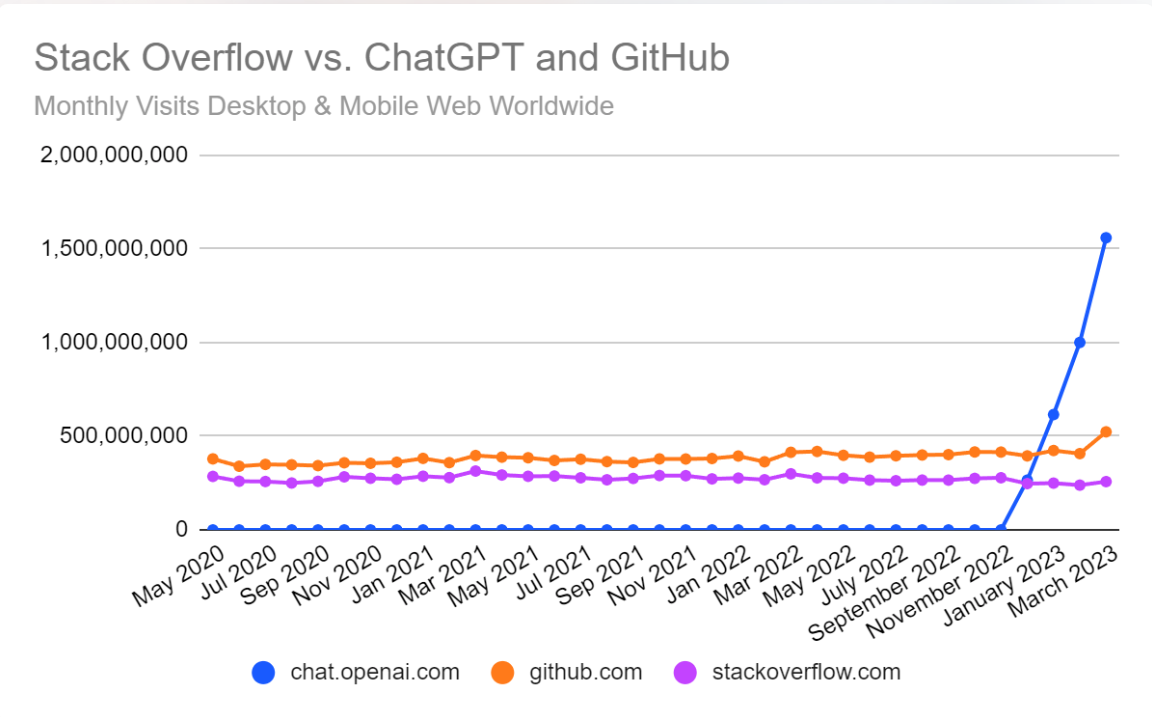 Stack Overflow vs. ChatGPT and GitHub
Monthly Visits Desktop & Mobile Web Worldwide
2,000,000,000
1,500,000,000
1,000,000,000
500,000,000
0
May 2020
Jul 2020
Sep 2020
Nov 2020
Jan 2021
Mar 2021
May 2021
Jul 2021
Sep 2021
Nov 2021
Jan 2022
Mar 2022
May 2022
July 2022
September 2022
November 2022
January 2023
March 2023
chat.openai.com
github.com
stackoverflow.com